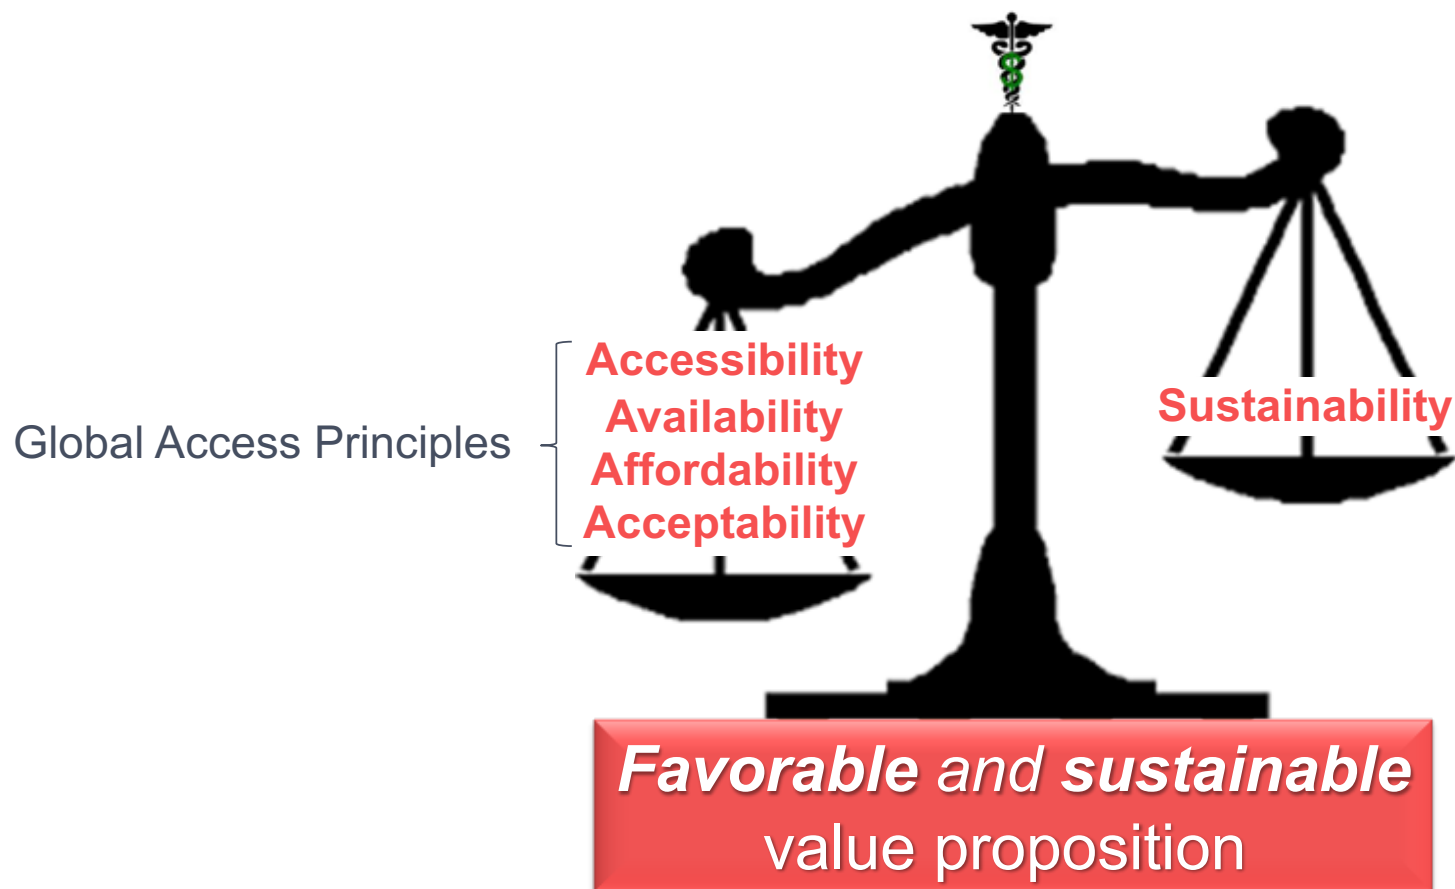 Global Access Principles
Accessibility
Availability
Affordability
Acceptability
Sustainability
Favorable and sustainable
value proposition